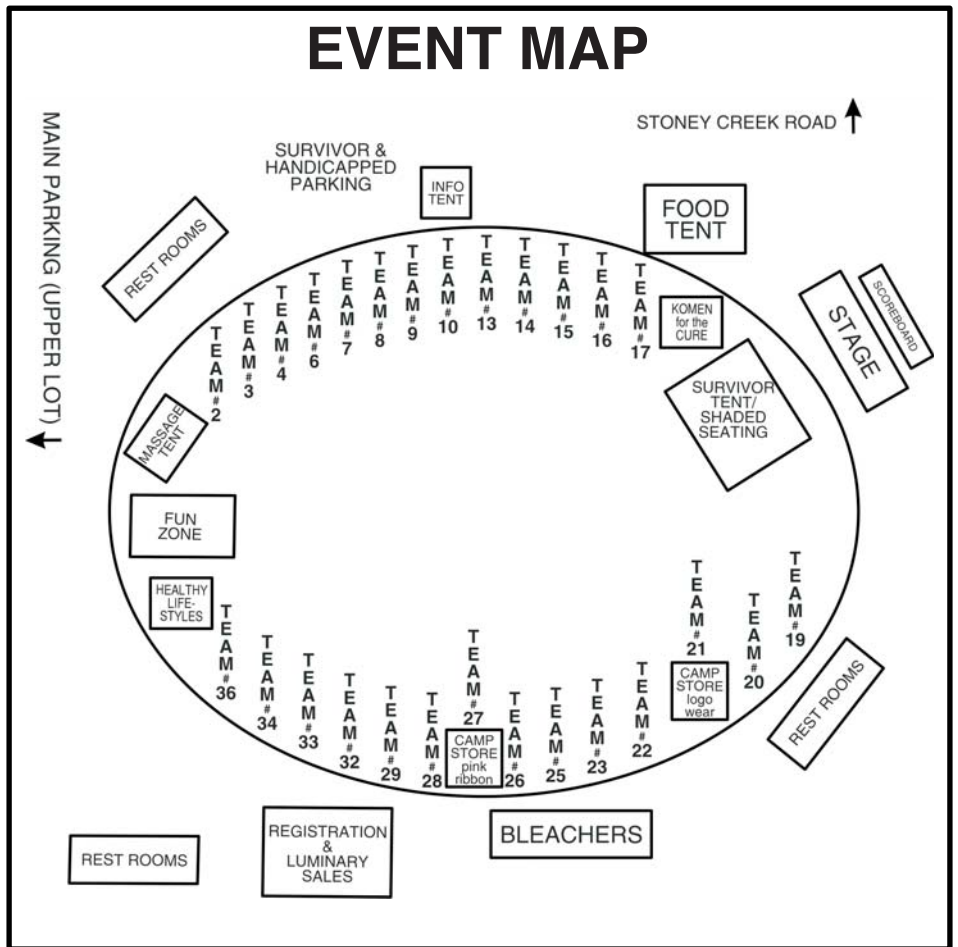 EVENT MAP
STONEY CREEK ROAD
MAIN PARKING (UPPER LOT)
SURVIVOR &
HANDICAPPED
PARKING
INFO
TENT
FOOD
TENT
REST ROOMS
SCOREBOARD
STAGE
TEAM # 2
TEAM # 3
TEAM # 4
TEAM # 6
TEAM # 7
TEAM # 8
TEAM # 9
TEAM # 10
TEAM # 13
TEAM # 14
TEAM # 15
TEAM # 16
TEAM # 17
KOMEN
for the
CURE
SURVIVOR
TENT/
SHADED
SEATING
MASSAGE
TENT
FUN
ZONE
HEALTHY
LIFE-
STYLES
TEAM # 36
TEAM # 34
TEAM # 33
TEAM # 32
TEAM # 29
TEAM # 28
TEAM # 27
CAMP
STORE
pink
ribbon
TEAM # 26
TEAM # 25
TEAM # 23
TEAM # 22
TEAM # 21
CAMP
STORE
logo
wear
TEAM # 20
TEAM # 19
REST ROOMS
REST ROOMS
REGISTRATION
&
LUMINARY
SALES
BLEACHERS